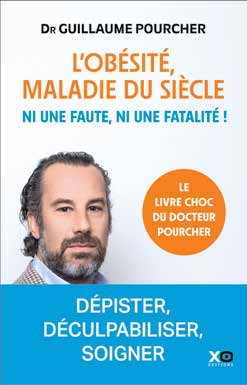 DR GUILLAUME POURCHER
L'OBÉSITÉ,
MALADIE DU SIÈCLE
NI UNE FAUTE, NI UNE FATALITÉ !
LE
LIVRE CHOC
DU DOCTEUR
POURCHER
DÉPISTER,
DÉCULPABILISER,
SOIGNER
XO
ÉDITIONS